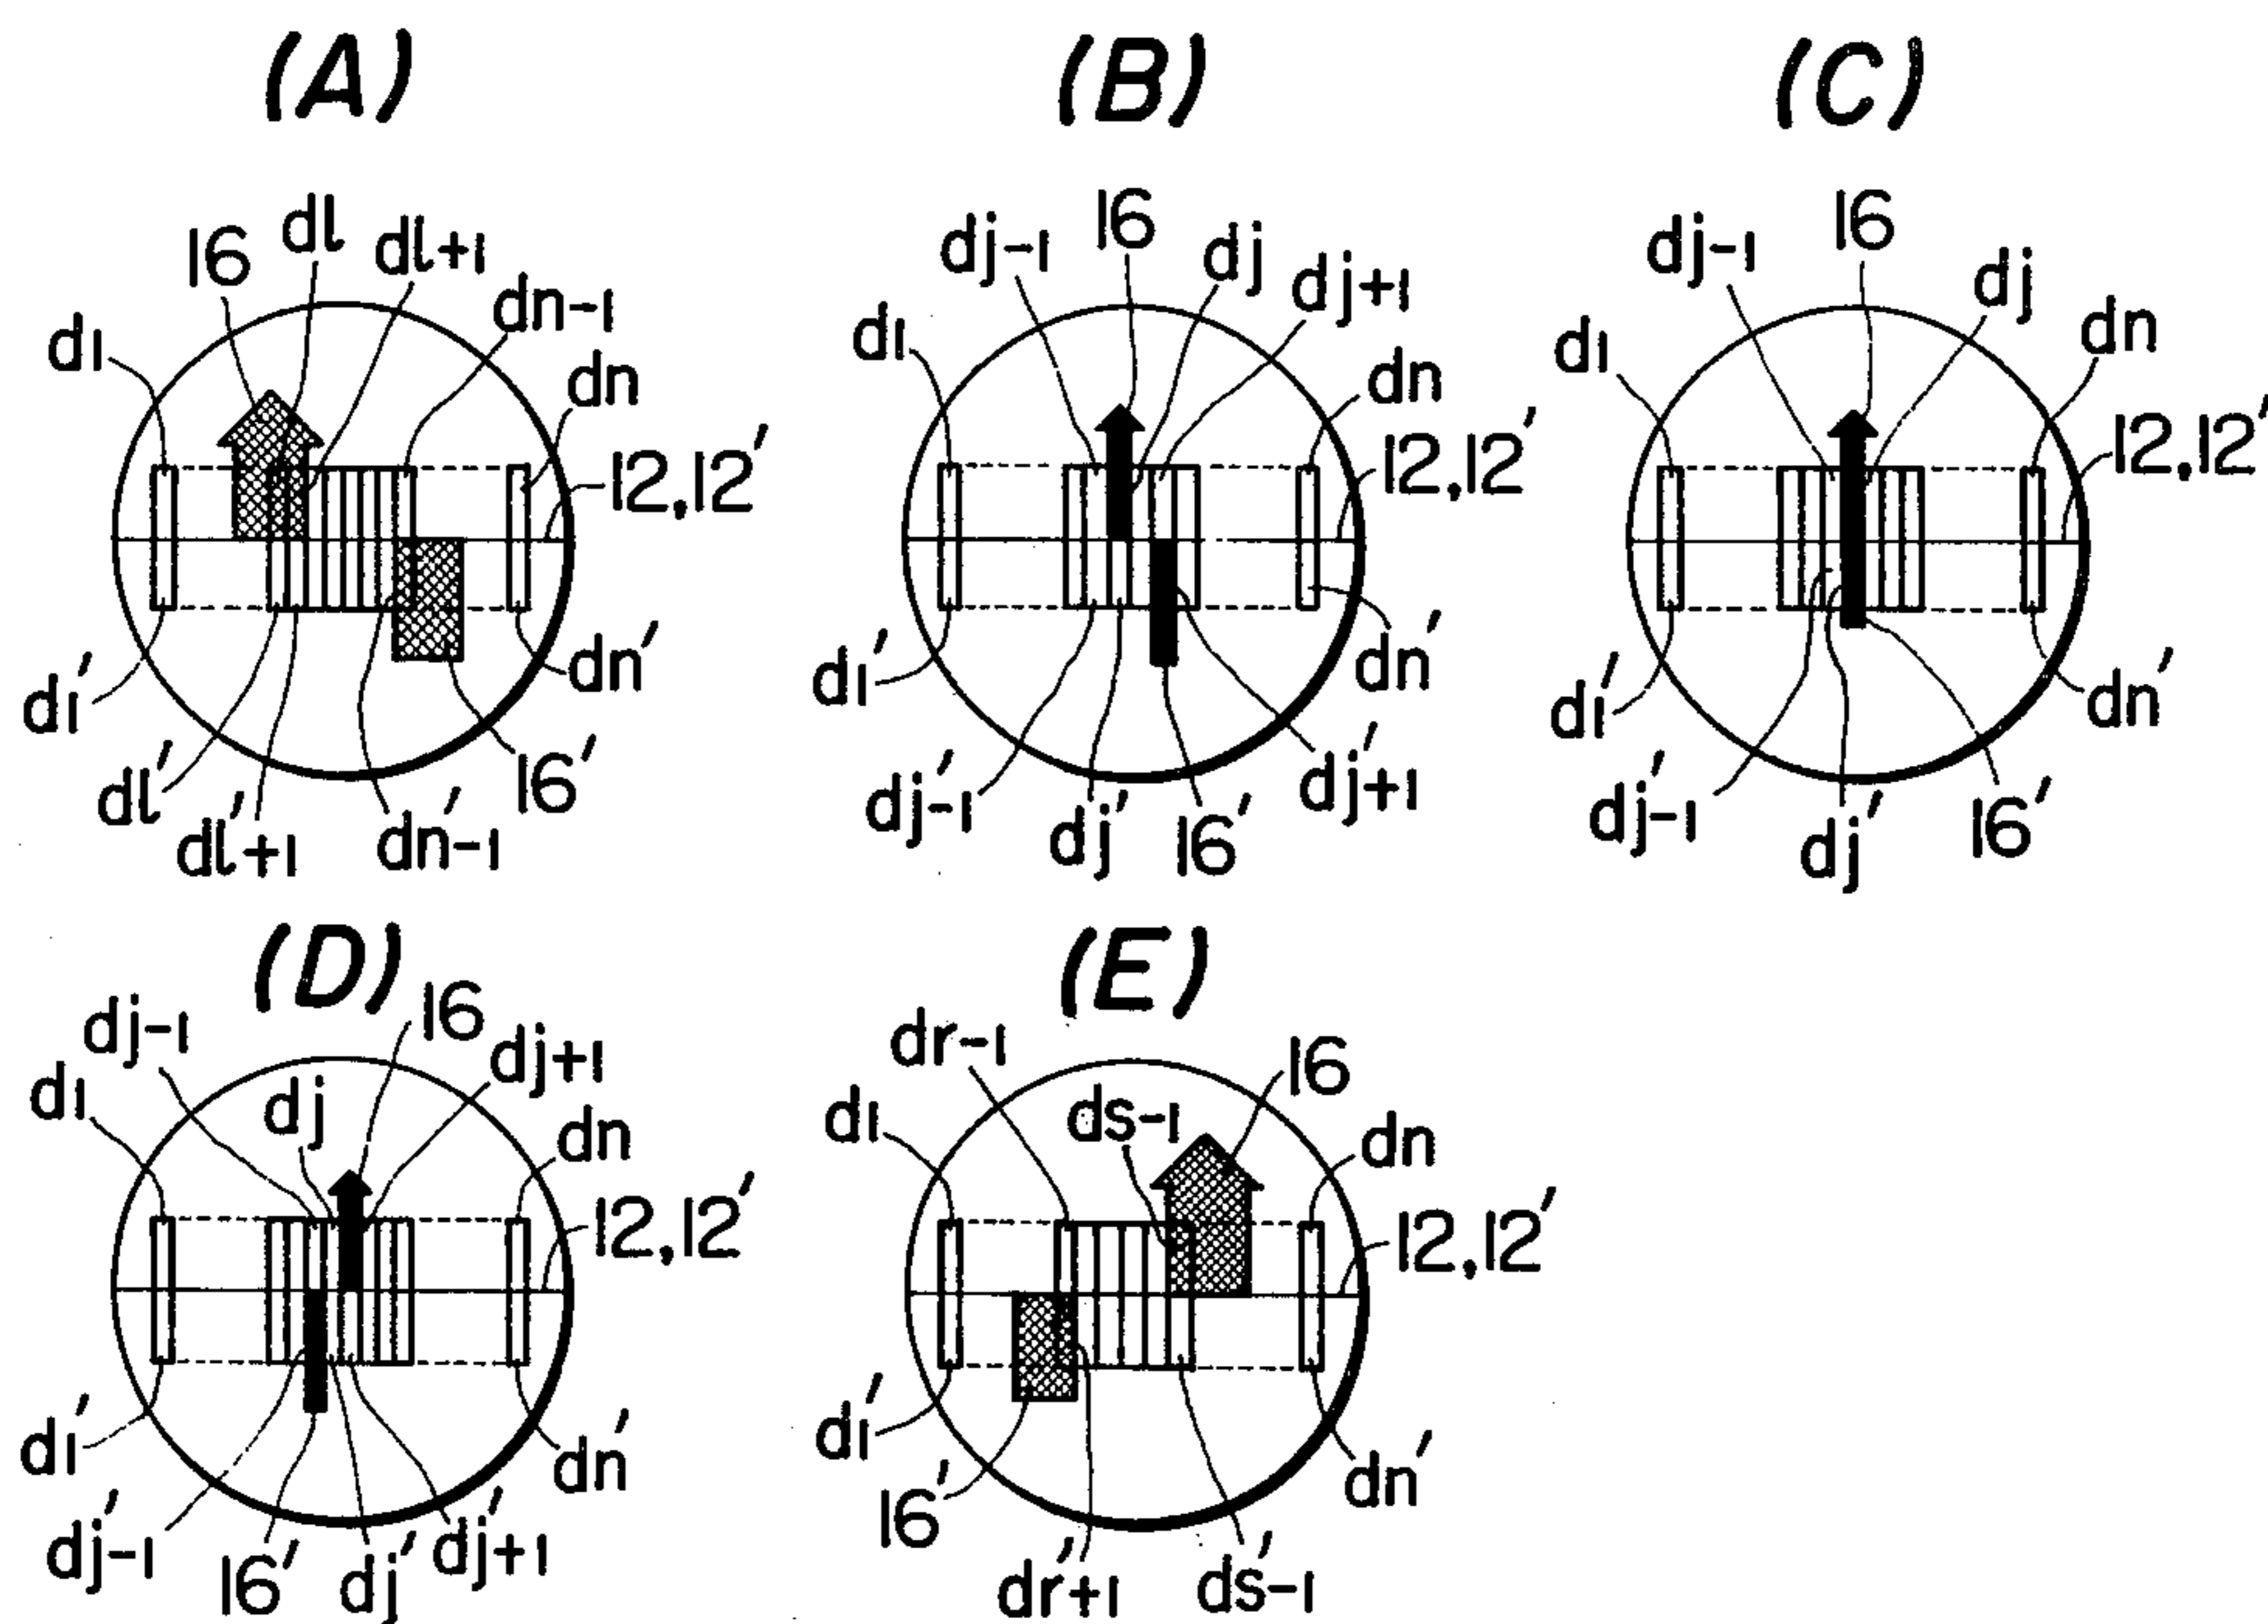 (A)
16
dl
dl+1
dn-1
d1
dn
12,12'
d1'
dl'
dl'+1
dn'-1
16'
dn'
(B)
dj-1
16
dj
dj+1
d1
dn
12,12'
d1'
dj'-1
dj'
16'
dj'+1
dn'
(C)
dj-1
16
dj
d1
dn
12,12'
d1'
dj'-1
dj'
16'
dn'
(D)
dj-1
16
dj+1
d1
dj
dn
12,12'
d1'
dj'-1
16'
dj'
dj'+1
dn'
(E)
dr-1
16
d1
ds-1
dn
12,12'
d1'
16'
dr'+1
ds'-1
dn'